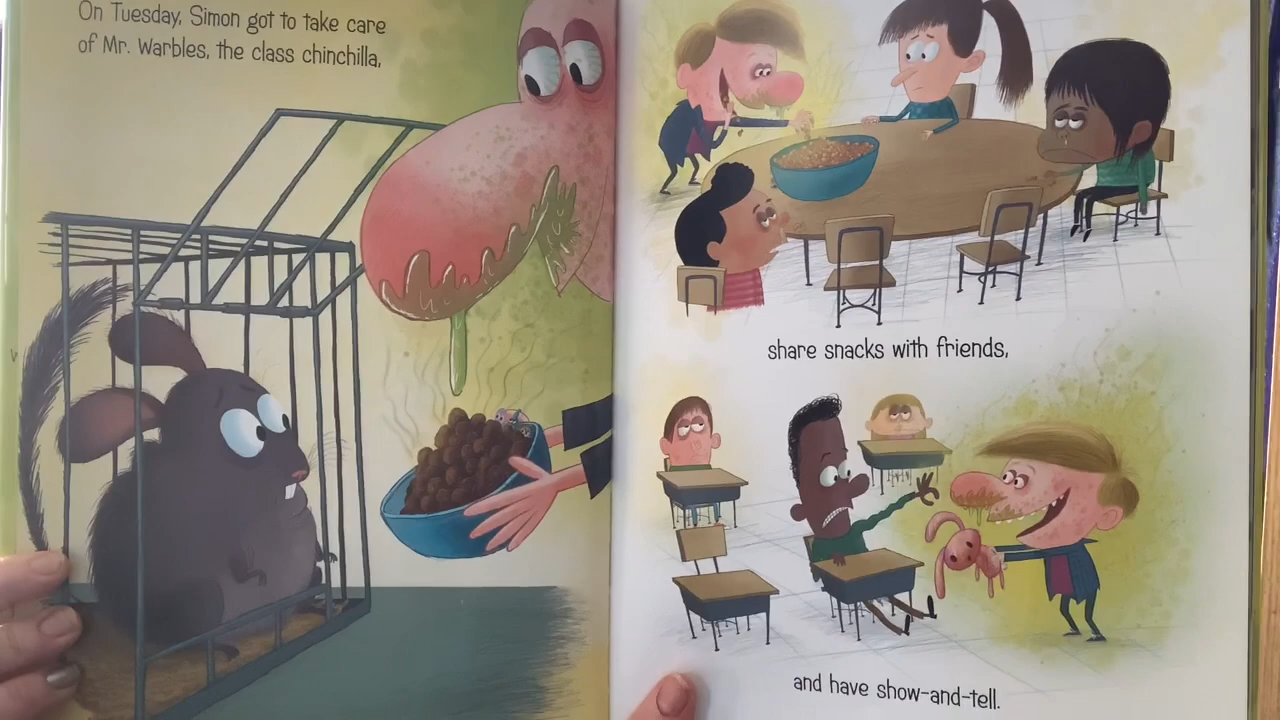 On Tuesday, Simon got to take care
of Mr. Warbles, the class chinchilla,
share snacks with friends,
and have show-and-tell.